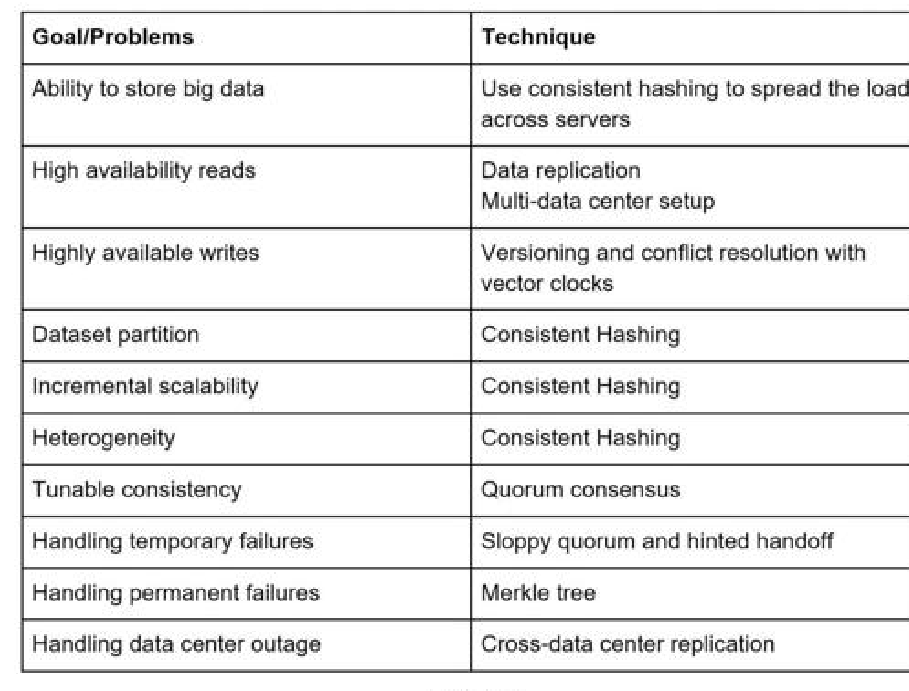 Goal/Problems
Technique
Ability to store big data
Use consistent hashing to spread the load
across servers
High availability reads
Data replication
Multi-data center setup
Highly available writes
Versioning and conflict resolution with
vector clocks
Dataset partition
Consistent Hashing
Incremental scalability
Consistent Hashing
Heterogeneity
Consistent Hashing
Tunable consistency
Quorum consensus
Handling temporary failures
Sloppy quorum and hinted handoff
Handling permanent failures
Merkle tree
Handling data center outage
Cross-data center replication